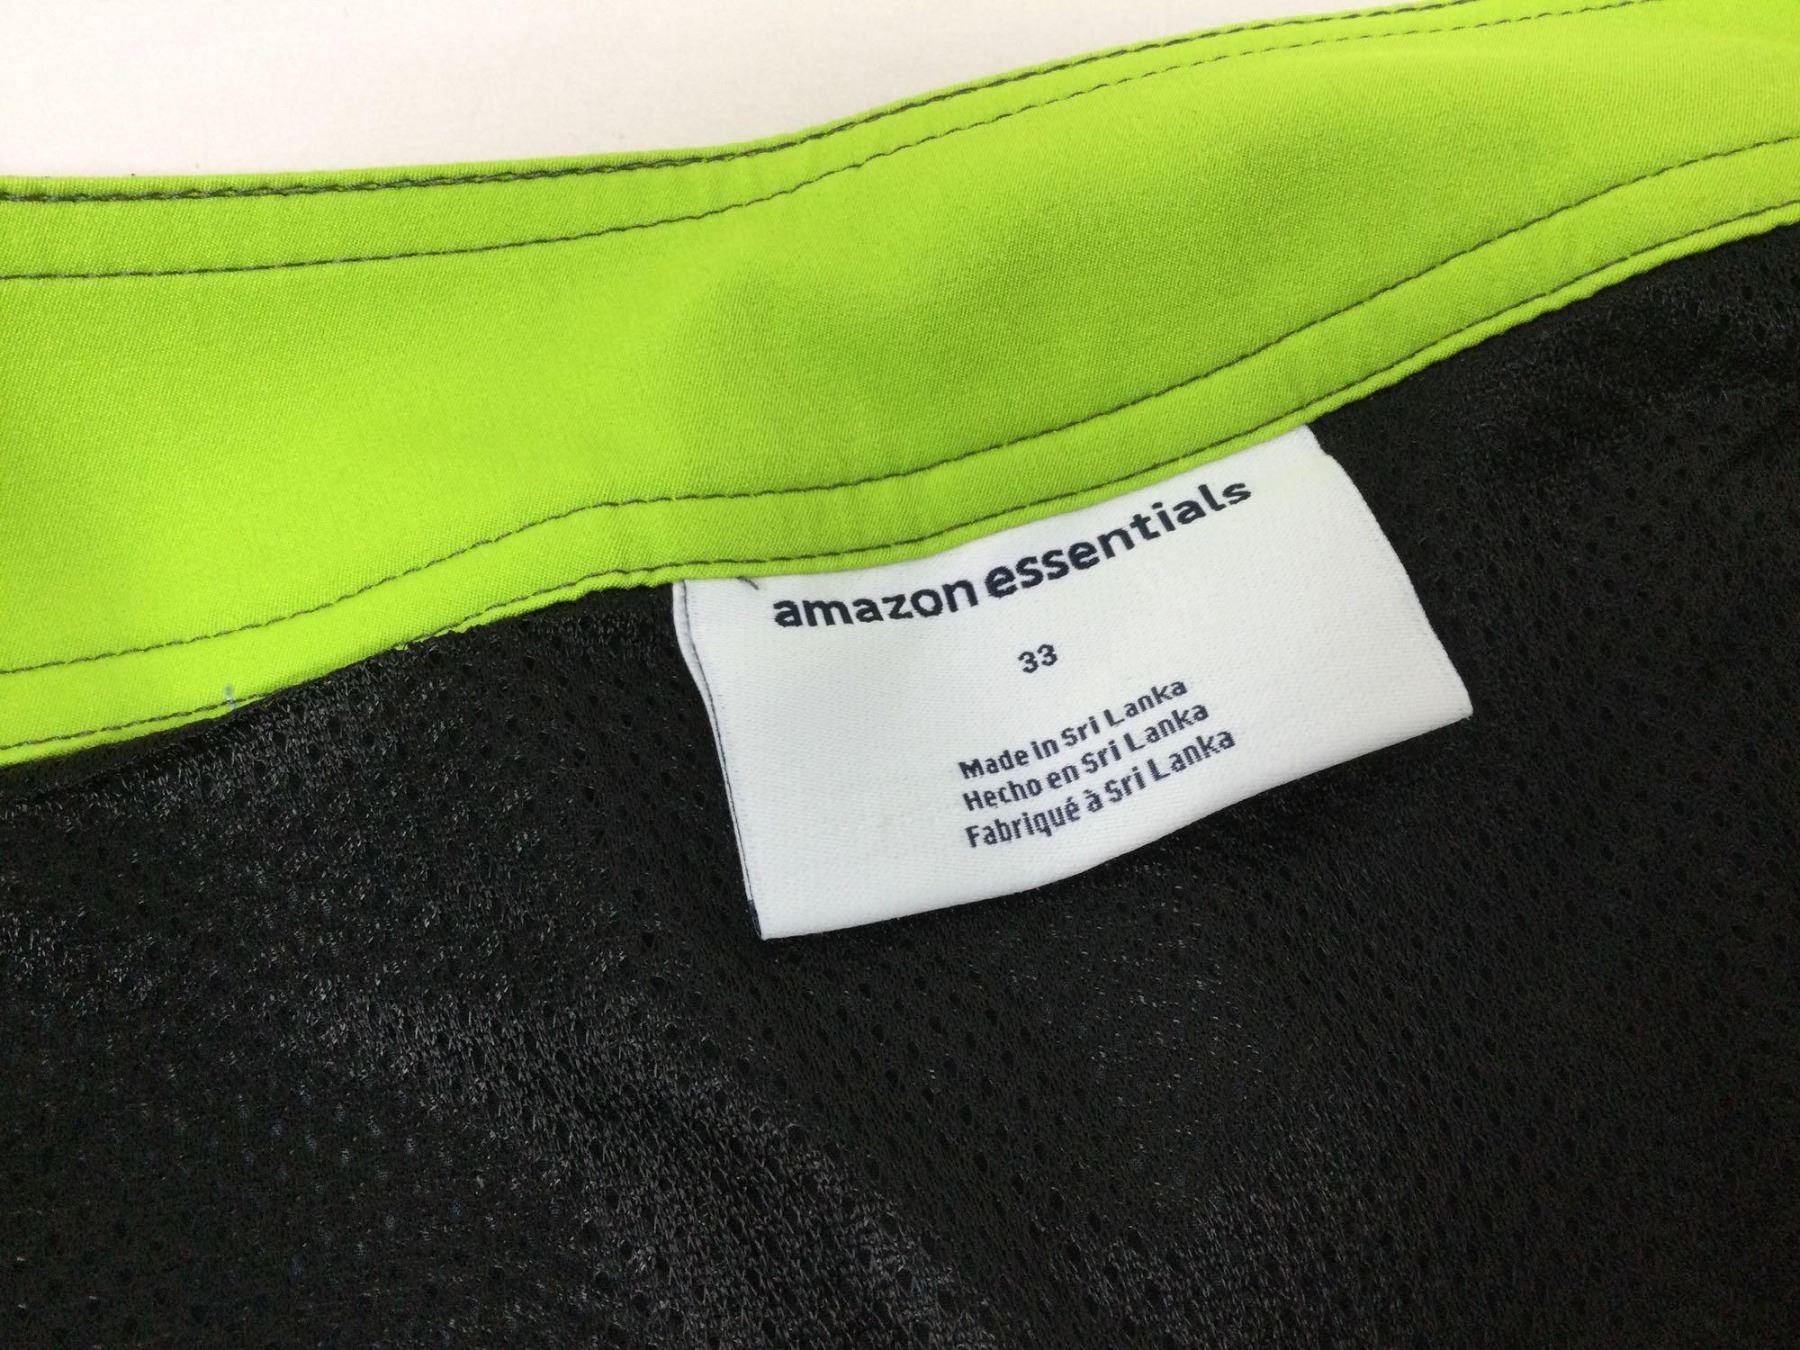 amazon essentials
33
Made in Sri Lanka
Hecho en Sri Lanka
Fabriqué à Sri Lanka